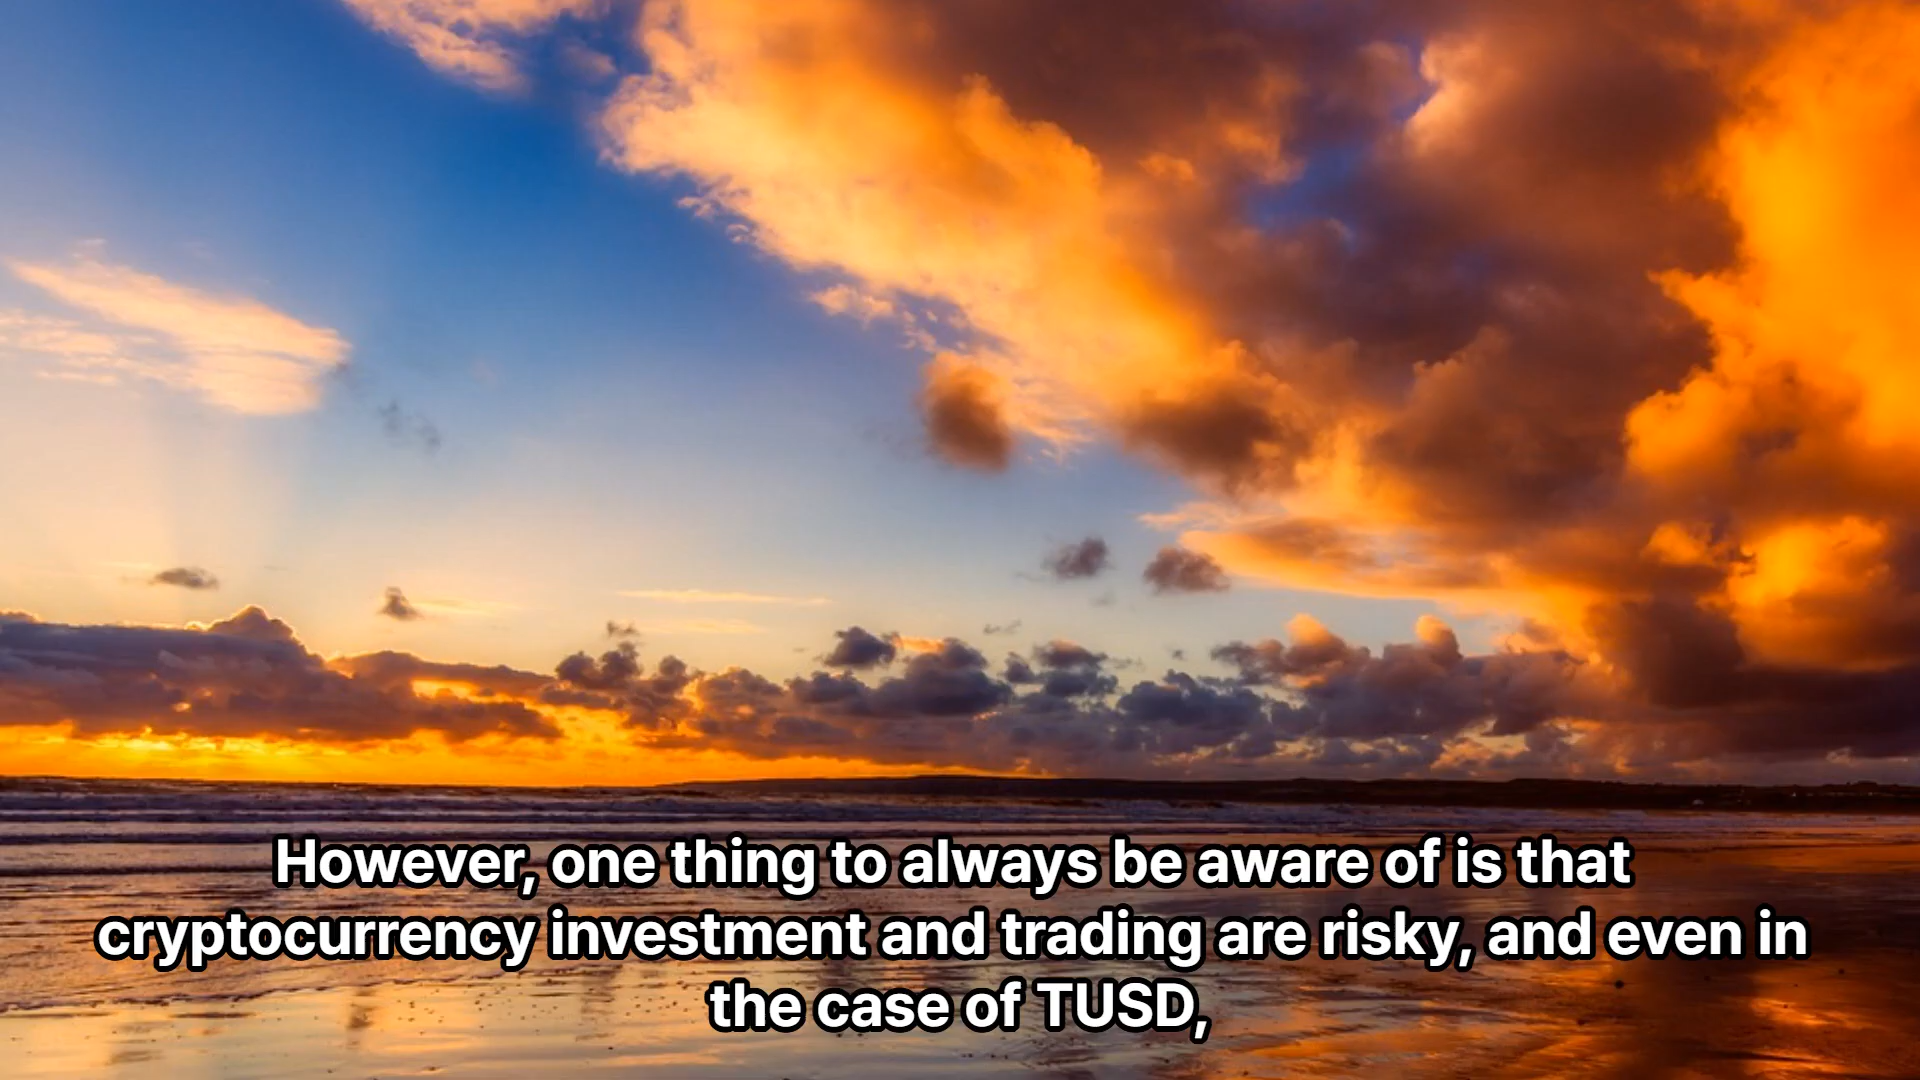 However, one thing to always be aware of is that
cryptocurrency investment and trading are risky, and even in
the case of TUSD,